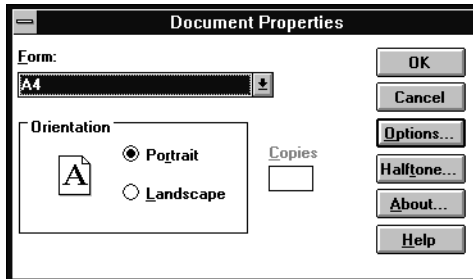 Document Properties
Form:
A4
OK
Cancel
Orientation
A
Portrait
Landscape
Copies
Options...
Halftone...
About...
Help